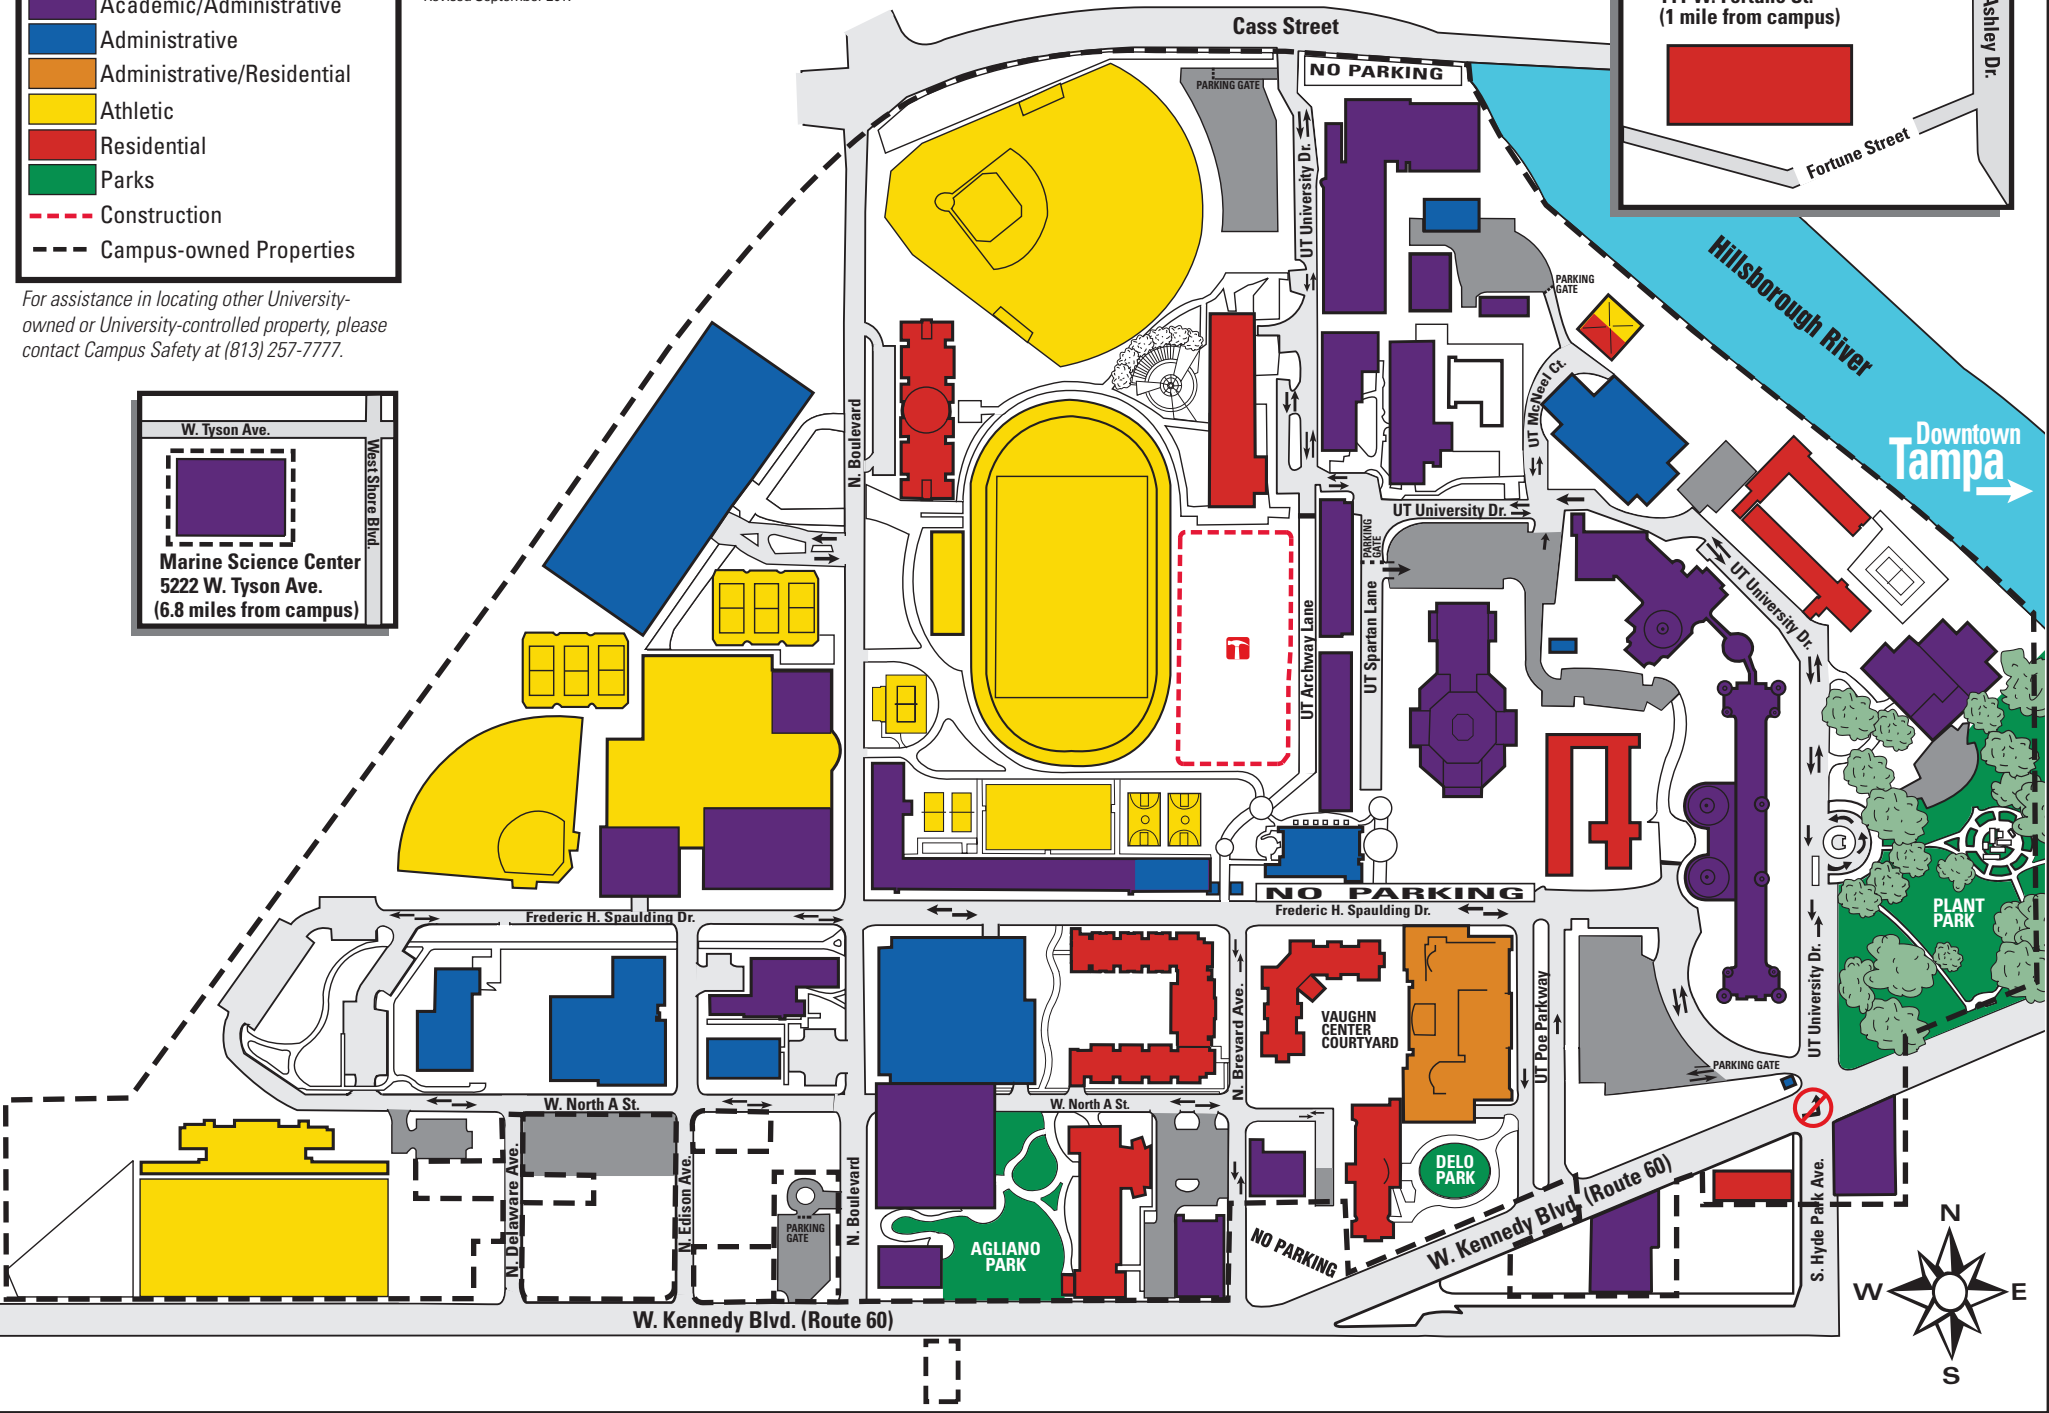 Academic/Administrative
Administrative
Administrative/Residential
Athletic
Residential
Parks
Construction
Campus-owned Properties
For assistance in locating other University-
owned or University-controlled property, please
contact Campus Safety at (813) 257-7777.
W. Tyson Ave.
West Shore Blvd.
Marine Science Center
5222 W. Tyson Ave.
(6.8 miles from campus)
Cass Street
NO PARKING
PARKING GATE
UT University Dr.
(1 mile from campus)
Ashley Dr.
Fortune Street
Hillsborough River
Downtown
Tampa
PARKING
GATE
UT McNeel Ct.
N. Boulevard
UT University Dr.
PARKING
GATE
UT Spartan Lane
UT Archway Lane
UT University Dr.
PLANT
PARK
NO PARKING
Frederic H. Spaulding Dr.
Frederic H. Spaulding Dr.
VAUGHN
CENTER
COURTYARD
N. Brevard Ave.
UT Poe Parkway
UT University Dr.
PARKING GATE
W. North A St.
W. North A St.
N. Delaware Ave.
N. Edison Ave.
N. Boulevard
PARKING
GATE
AGLIANO
PARK
DELO
PARK
NO PARKING
W. Kennedy Blvd. (Route 60)
W. Kennedy Blvd. (Route 60)
S. Hyde Park Ave.
N
W
E
S